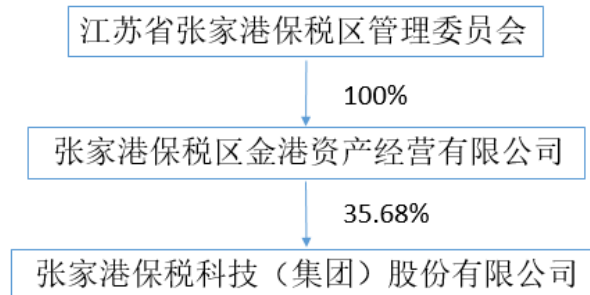 江苏省张家港保税区管理委员会
100%
张家港保税区金港资产经营有限公司
35.68%
张家港保税科技（集团）股份有限公司